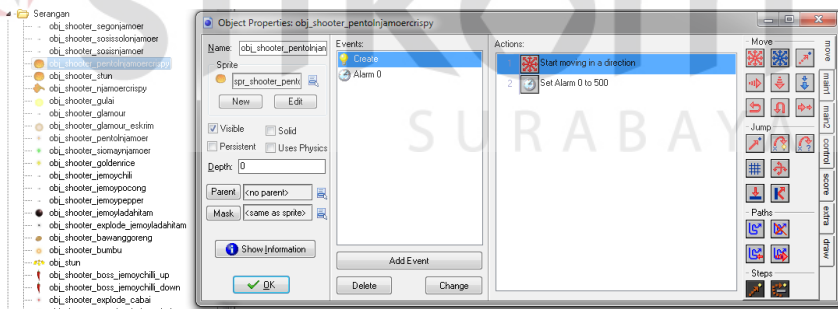 Serangan
obj_shooter_segonjamoer
obj_shooter_sosissolonjamoer
obj_shooter_sosisnjamoer
obj_shooter_pentolnjamoercrispy
obj_shooter_stun
obj_shooter_njamoercrispy
obj_shooter_gulai
obj_shooter_glamour
obj_shooter_glamour_eskrim
obj_shooter_pentolnjamoer
obj_shooter_siomaynjamoer
obj_shooter_goldenrice
obj_shooter_jemoychili
obj_shooter_jemoypocong
obj_shooter_jemoypepper
obj_shooter_jemoyladahitam
obj_shooter_explode_jemoyladahitam
obj_shooter_bawanggoreng
obj_shooter_bumbu
obj_stun
obj_shooter_boss_jemoychilli_up
obj_shooter_boss_jemoychilli_down
obj_shooter_explode_cabai
Object Properties: obj_shooter_pentolnjamoercrispy
Name: obj_shooter_pentolnjan
Sprite
spr_shooter_pento
New Edit
Visible Solid
Persistent Uses Physics
Depth: 0
Parent <no parent>
Mask <same as sprite>
Show Information
OK
Events:
Create
Alarm 0
Add Event
Delete Change
Actions:
1 Start moving in a direction
2 Set Alarm 0 to 500
Move
Jump
Paths
Steps
move
main1
main2
control
score
extra
draw
SURABAYA